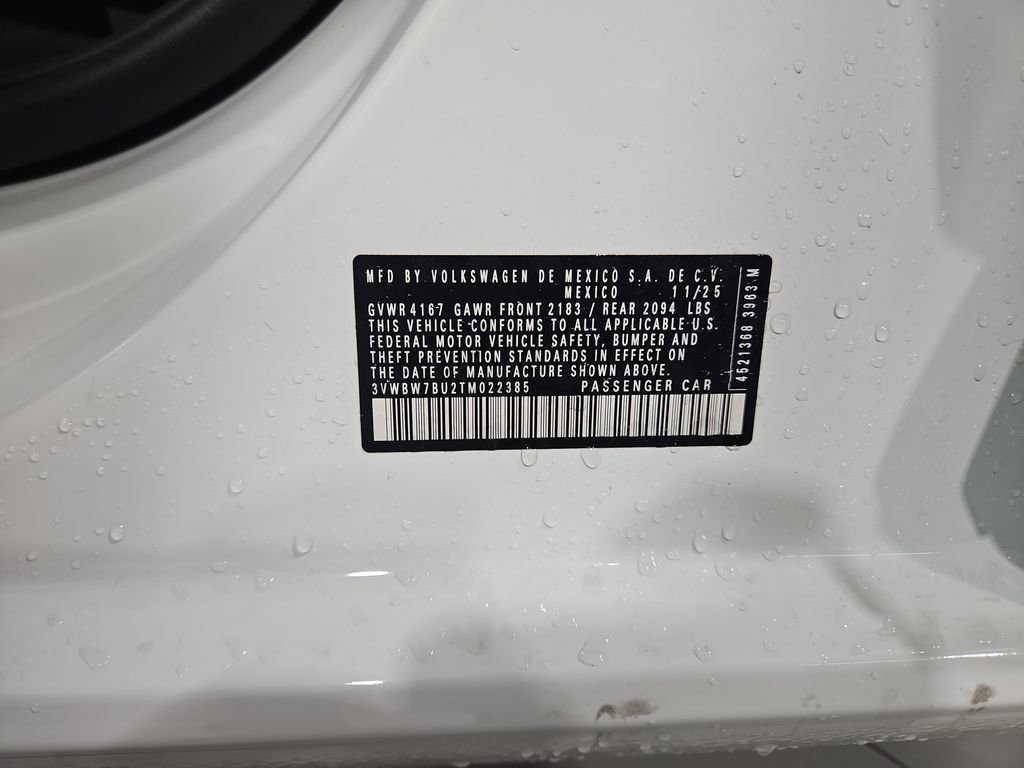 MFD BY VOLKSWAGEN DE MEXICO S.A. DE C.V.
MEXICO 11/25
GVWR 4167 GAWR FRONT 2183 / REAR 2094 LBS
THIS VEHICLE CONFORMS TO ALL APPLICABLE U.S.
FEDERAL MOTOR VEHICLE SAFETY, BUMPER AND
THEFT PREVENTION STANDARDS IN EFFECT ON
THE DATE OF MANUFACTURE SHOWN ABOVE.
3VWBW7BU2TM022385 PASSENGER CAR
4521368 3963 M